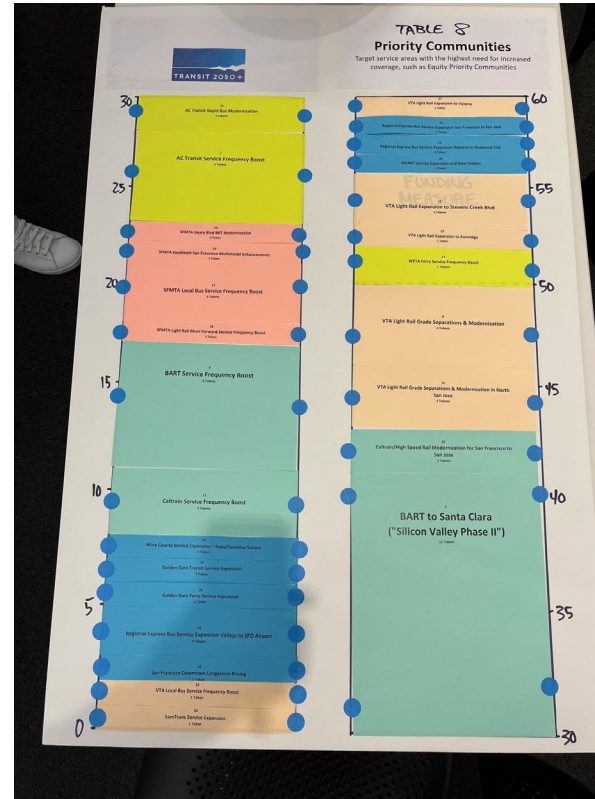 TABLE 8
Priority Communities
Target service areas with the highest need for increased
coverage, such as Equity Priority Communities
TRANSIT 2050+
30
AC Transit Rapid Bus Modernization
25
AC Transit Service Frequency Boost
SFMTA Geary Blvd BRT Modernization
SFMTA Southeast San Francisco Multimodal Enhancements
20
SFMTA Local Bus Service Frequency Boost
SFMTA Light Rail Muni Forward Service Frequency Boost
15
BART Service Frequency Boost
10
Caltrain Service Frequency Boost
Wine County Service Expansion – Napa/Sonoma/Solano
Golden Gate Transit Service Expansion
5
Golden Gate Ferry Service Expansion
Regional Express Bus Service Expansion Vallejo to SFO Airport
San Francisco Downtown Congestion Pricing
VTA Local Bus Service Frequency Boost
1 Token
0
SamTrans Service Expansion
1 Token
60
VTA Light Rail Expansion to Vasona
Regional Express Bus Service Expansion San Francisco to San Jose
Regional Express Bus Service Expansion Oakland to Redwood City
SMART Service Expansion and New Station
55
FUNDING
MEASURE
VTA Light Rail Expansion to Stevens Creek Blvd
VTA Light Rail Expansion to Eastridge
WETA Ferry Service Frequency Boost
50
VTA Light Rail Grade Separations & Modernization
45
VTA Light Rail Grade Separations & Modernization in North
San Jose
Caltrain/High Speed Rail Modernization for San Francisco to
San Jose
40
BART to Santa Clara
("Silicon Valley Phase II")
12 Tokens
35
30